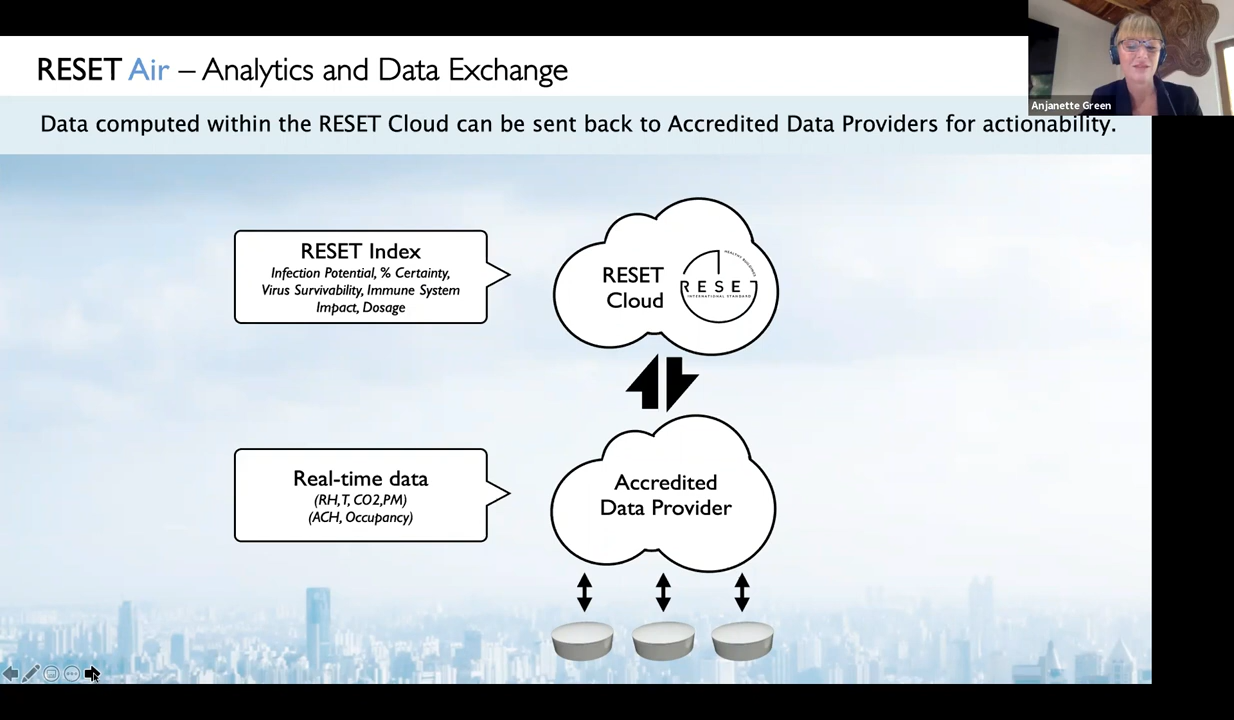 RESET Air – Analytics and Data Exchange
Anjanette Green
Data computed within the RESET Cloud can be sent back to Accredited Data Providers for actionability.
RESET Index
Infection Potential, % Certainty,
Virus Survivability, Immune System
Impact, Dosage
RESET
Cloud
HEALTHY BUILDINGS
RESET
INTERNATIONAL STANDARD
Real-time data
(RH,T, CO2,PM)
(ACH, Occupancy)
Accredited
Data Provider